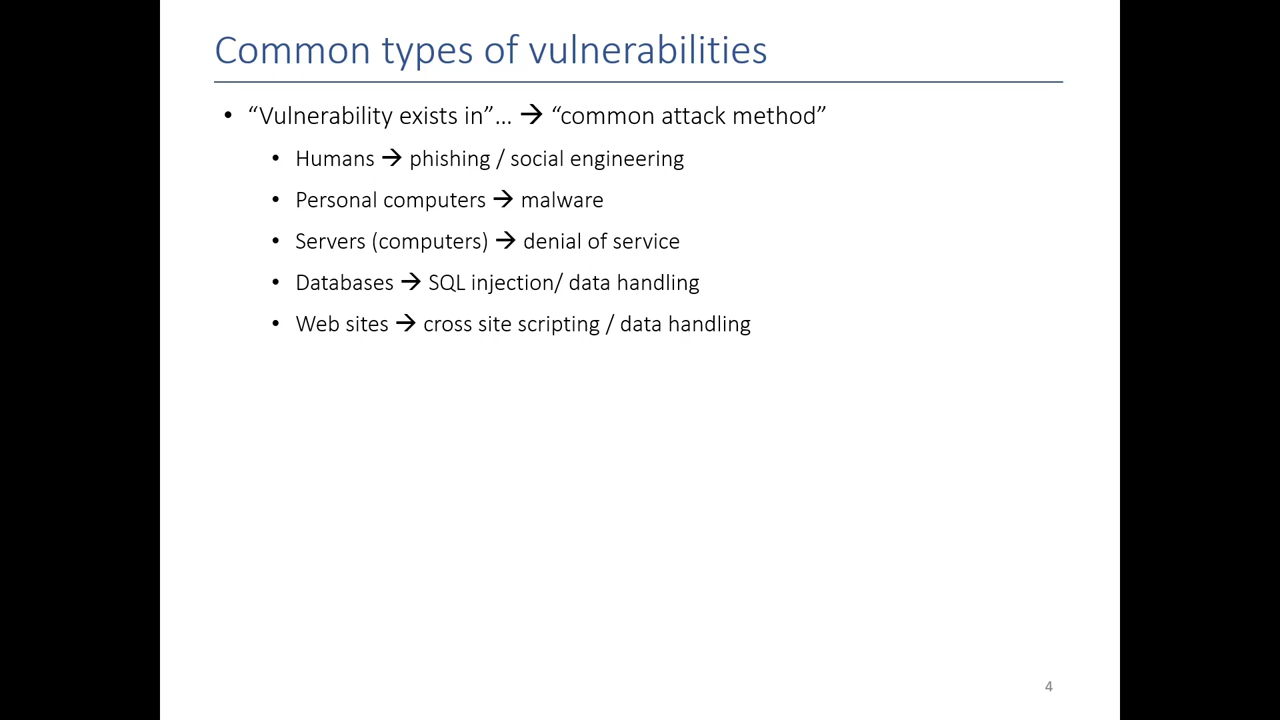 Common types of vulnerabilities
• “Vulnerability exists in”... → “common attack method”
• Humans → phishing / social engineering
• Personal computers → malware
• Servers (computers) → denial of service
• Databases → SQL injection/ data handling
• Web sites → cross site scripting / data handling
4